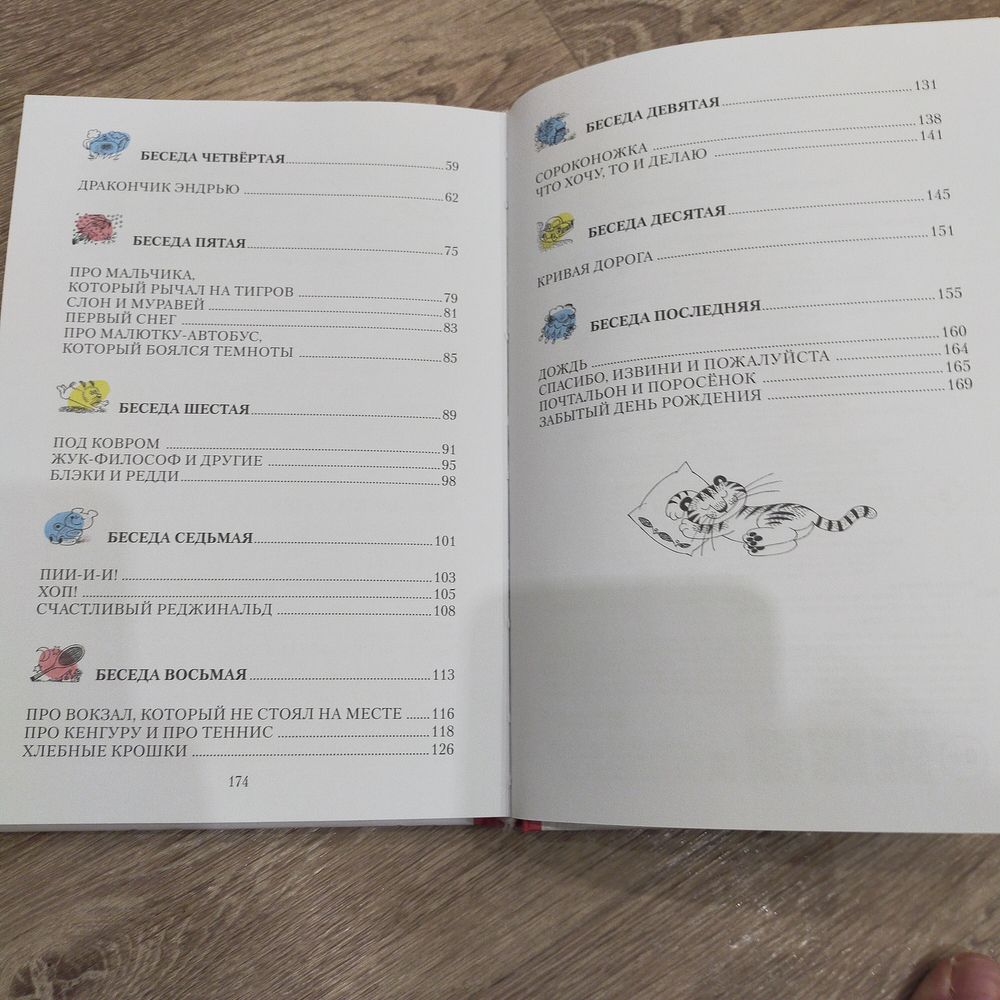 БЕСЕДА ЧЕТВЁРТАЯ 59
ДРАКОНЧИК ЭНДРЬЮ 62
БЕСЕДА ПЯТАЯ 75
ПРО МАЛЬЧИКА,
КОТОРЫЙ РЫЧАЛ НА ТИГРОВ 79
СЛОН И МУРАВЕЙ 81
ПЕРВЫЙ СНЕГ 83
ПРО МАЛЮТКУ-АВТОБУС,
КОТОРЫЙ БОЯЛСЯ ТЕМНОТЫ 85
БЕСЕДА ШЕСТАЯ 89
ПОД КОВРОМ 91
ЖУК-ФИЛОСОФ И ДРУГИЕ 95
БЛЭКИ И РЕДДИ 98
БЕСЕДА СЕДЬМАЯ 101
ПИИ-И-И! 103
ХОП! 105
СЧАСТЛИВЫЙ РЕДЖИНАЛЬД 108
БЕСЕДА ВОСЬМАЯ 113
ПРО ВОКЗАЛ, КОТОРЫЙ НЕ СТОЯЛ НА МЕСТЕ 116
ПРО КЕНГУРУ И ПРО ТЕННИС 118
ХЛЕБНЫЕ КРОШКИ 126
174
БЕСЕДА ДЕВЯТАЯ 131
СОРОКОНОЖКА 138
ЧТО ХОЧУ, ТО И ДЕЛАЮ 141
БЕСЕДА ДЕСЯТАЯ 145
КРИВАЯ ДОРОГА 151
БЕСЕДА ПОСЛЕДНЯЯ 155
ДОЖДЬ 160
СПАСИБО, ИЗВИНИ И ПОЖАЛУЙСТА 164
ПОЧТАЛЬОН И ПОРОСЁНОК 165
ЗАБЫТЫЙ ДЕНЬ РОЖДЕНИЯ 169